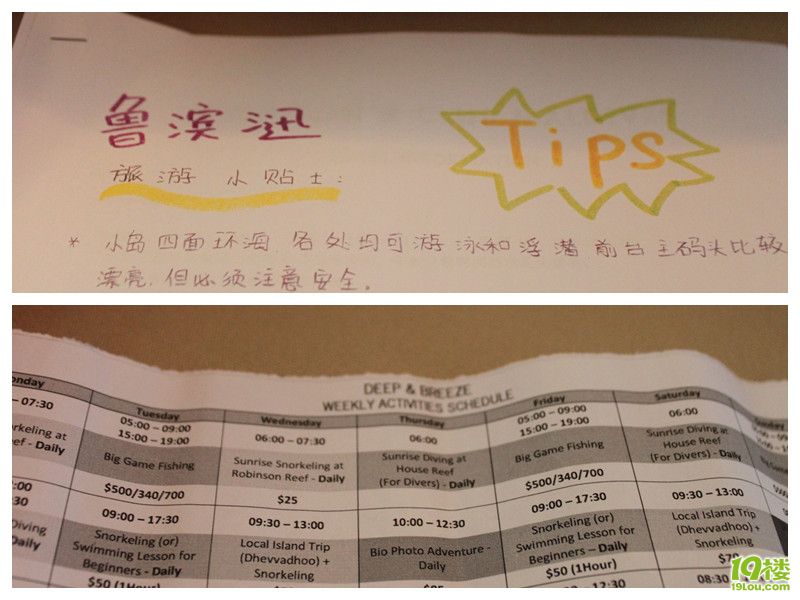 鲁滨逊
Tips
旅游 小贴士:
* 小岛四面环海,各处均可游泳和浮潜 前台主码头比较
漂亮,但必须注意安全。
DEEP & BREEZE
WEEKLY ACTIVITIES SCHEDULE
Tuesday Wednesday Thursday Friday Saturday
- 07:30 05:00 – 09:00 06:00 – 07:30 06:00 05:00 – 09:00 06:00
15:00 – 19:00 15:00 – 19:00
- Daily Big Game Fishing Sunrise Snorkeling at Sunrise Diving at Big Game Fishing Sunrise Diving at
Robinson Reef - Daily House Reef House Reef
(For Divers) - Daily (For Divers) - Daily
$500/340/700 $25 $500/340/700
09:00 – 17:30 09:30 – 13:00 10:00 – 12:30 09:00 – 17:30 09:30 – 13:00
Diving Snorkeling (or) Local Island Trip Bio Photo Adventure - Snorkeling (or) Local Island Trip
Daily Swimming Lesson for (Dhevvadhoo) + Daily Swimming Lesson for (Dhevvadhoo) +
Beginners – Daily Snorkeling Beginners – Daily Snorkeling
$50 (1Hour) $50 (1Hour)
12:30 08:30
19楼
19lou.com